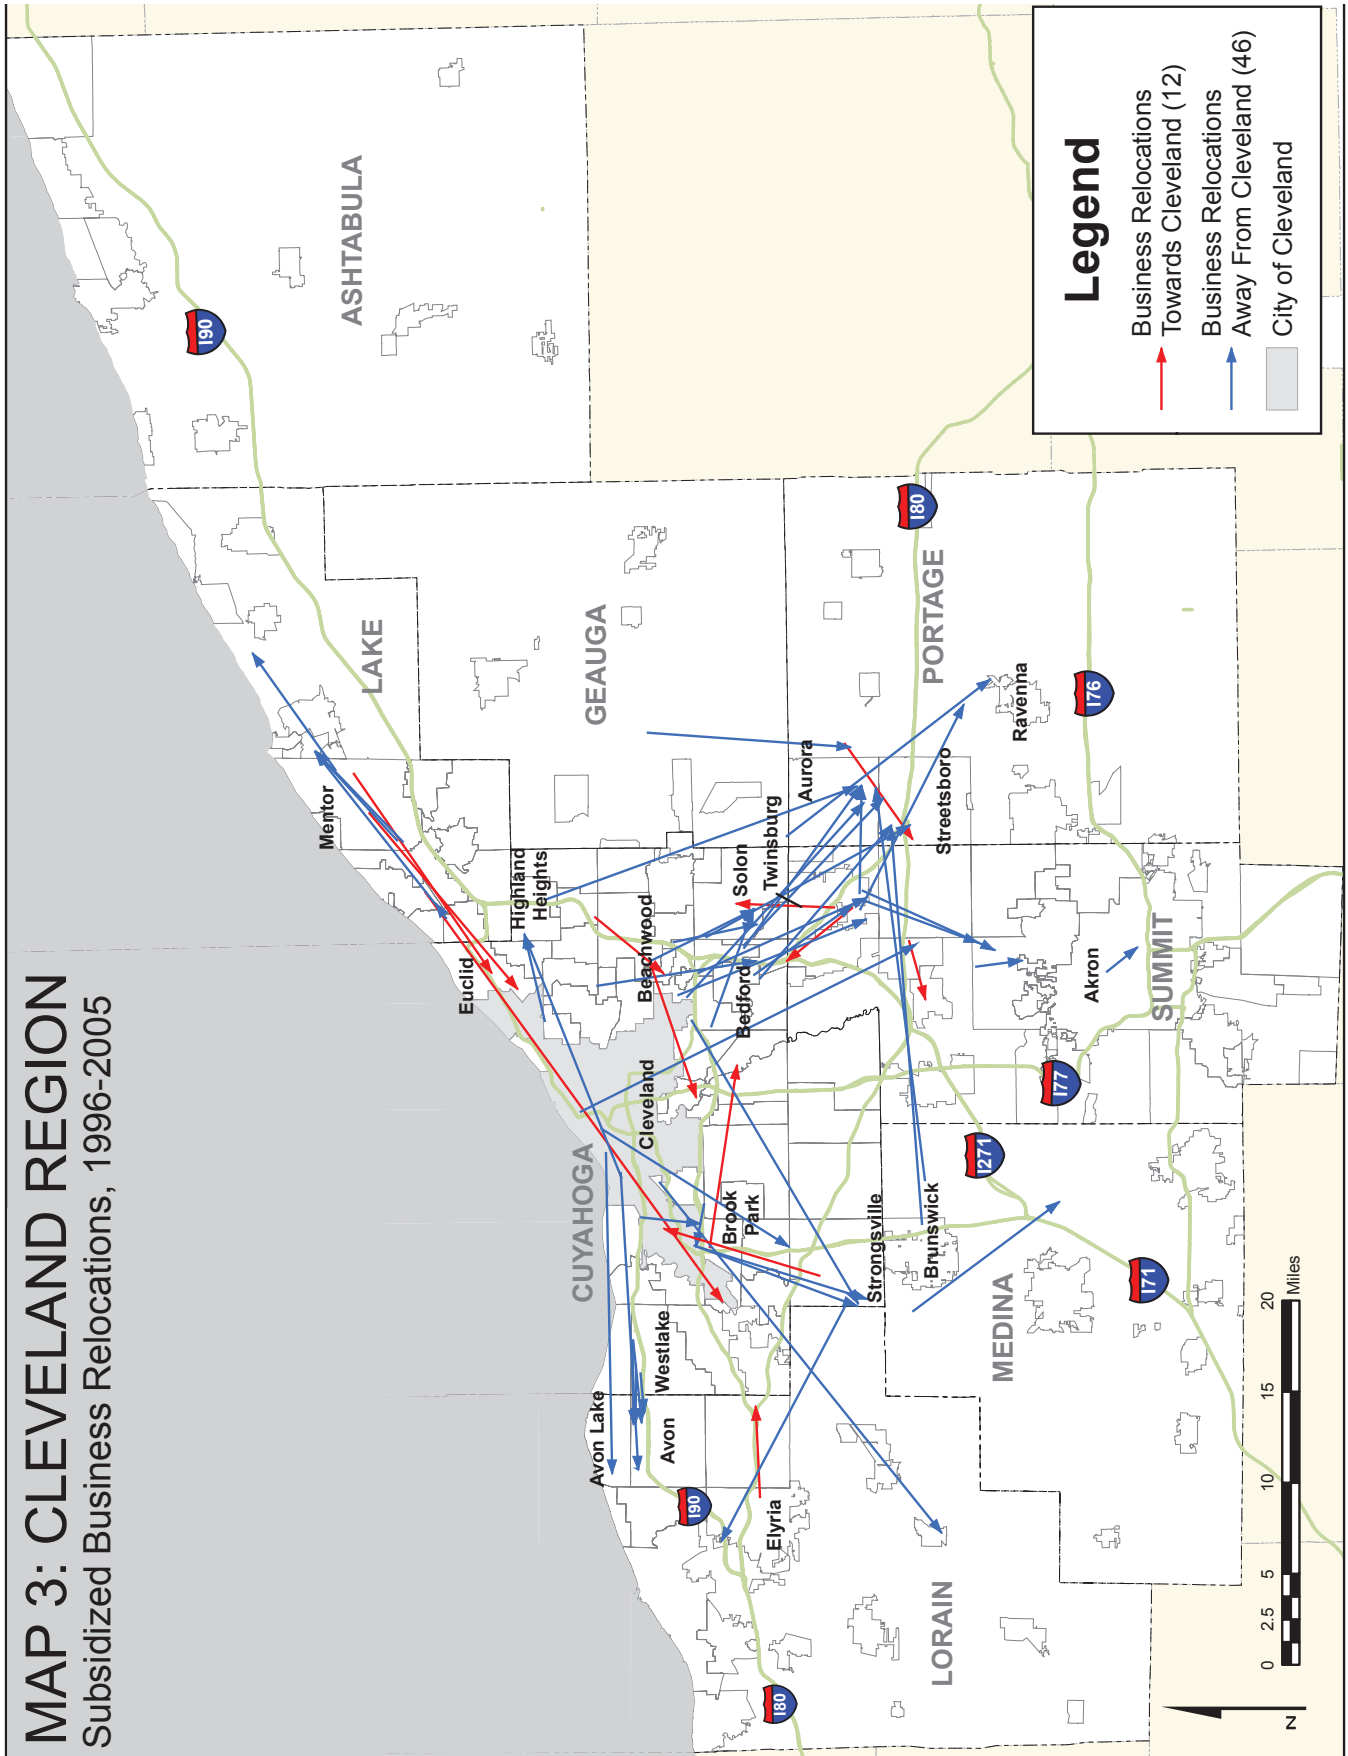 MAP 3: CLEVELAND REGION
Subsidized Business Relocations, 1996-2005
190
ASHTABULA
LAKE
Mentor
GEAUGA
Euclid
Highland
Heights
Beachwood
Solon
Twinsburg
Aurora
PORTAGE
180
Ravenna
176
Streetsboro
Bedford
Cleveland
CUYAHOGA
Akron
SUMMIT
177
1271
Brook
Park
Strongsville
Brunswick
MEDINA
171
Westlake
Avon Lake
Avon
190
Elyria
LORAIN
180
Legend
Business Relocations
Towards Cleveland (12)
Business Relocations
Away From Cleveland (46)
City of Cleveland
0 2.5 5 10 15 20
Miles
N